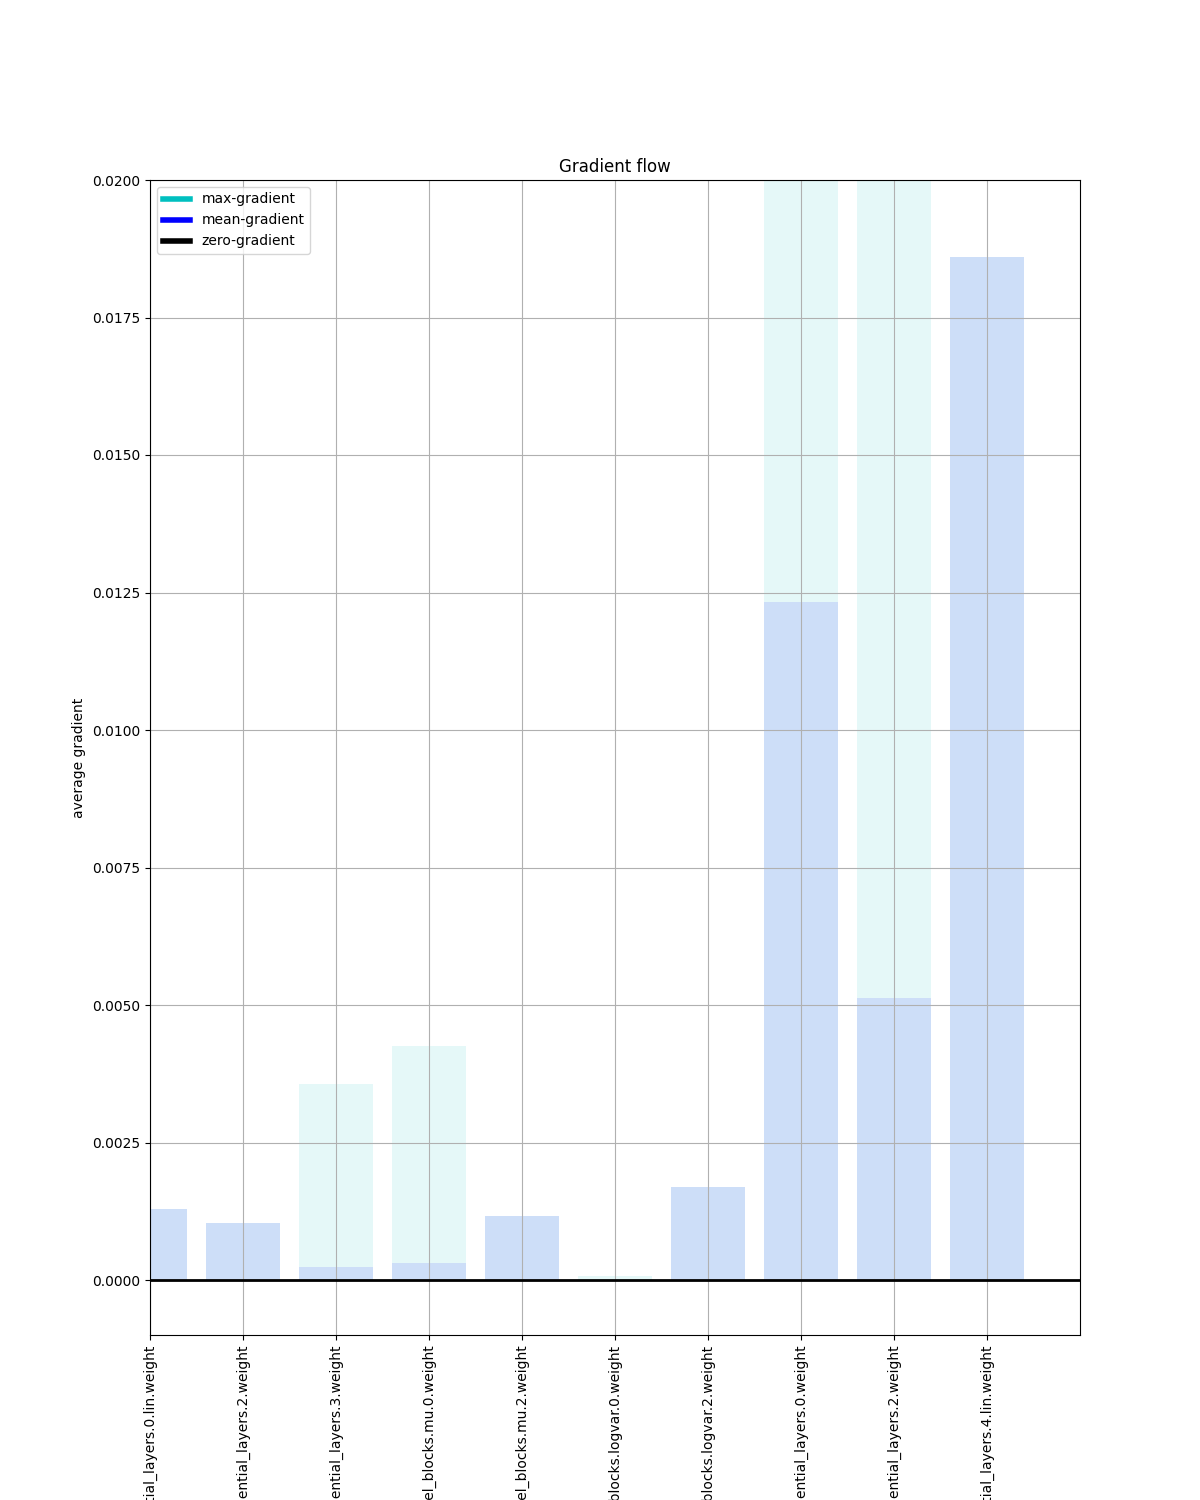 Gradient flow
max-gradient
mean-gradient
zero-gradient
0.0200
0.0175
0.0150
0.0125
0.0100
0.0075
0.0050
0.0025
0.0000
average gradient
tial_layers.0.lin.weight
ential_layers.2.weight
ential_layers.3.weight
el_blocks.mu.0.weight
el_blocks.mu.2.weight
blocks.logvar.0.weight
blocks.logvar.2.weight
ential_layers.0.weight
ential_layers.2.weight
tial_layers.4.lin.weight